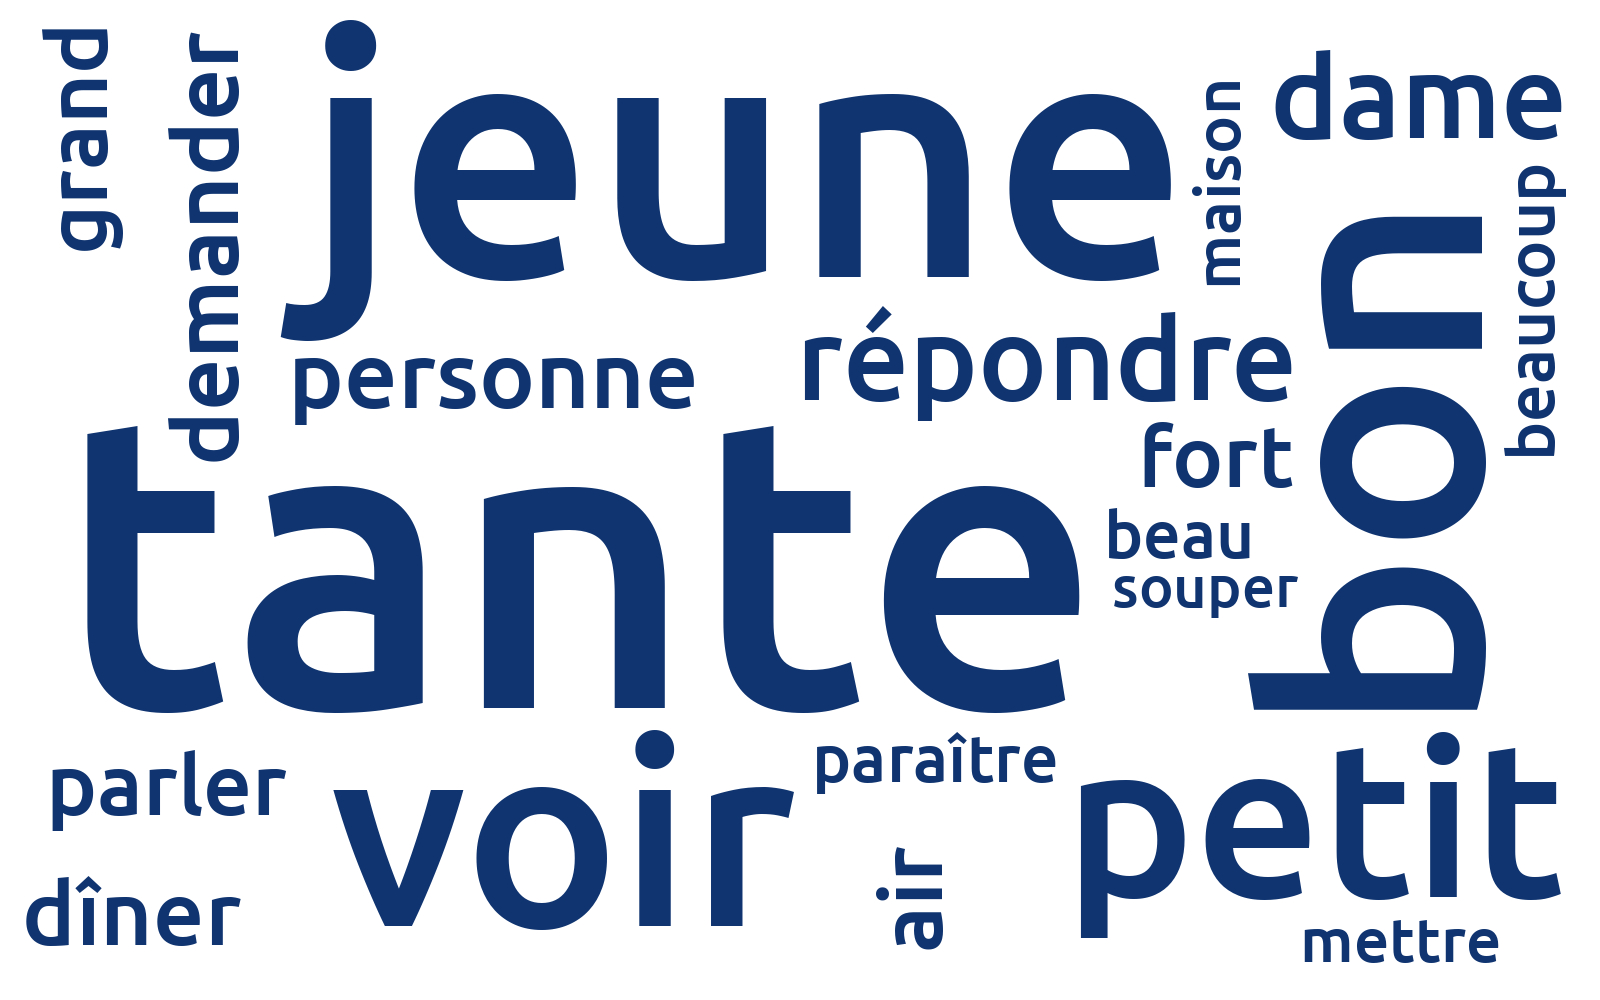 grand
demander
jeune
maison
dame
beaucoup
bon
personne
répondre
tante
fort
beau
souper
parler
voir
paraître
petit
dîner
air
mettre